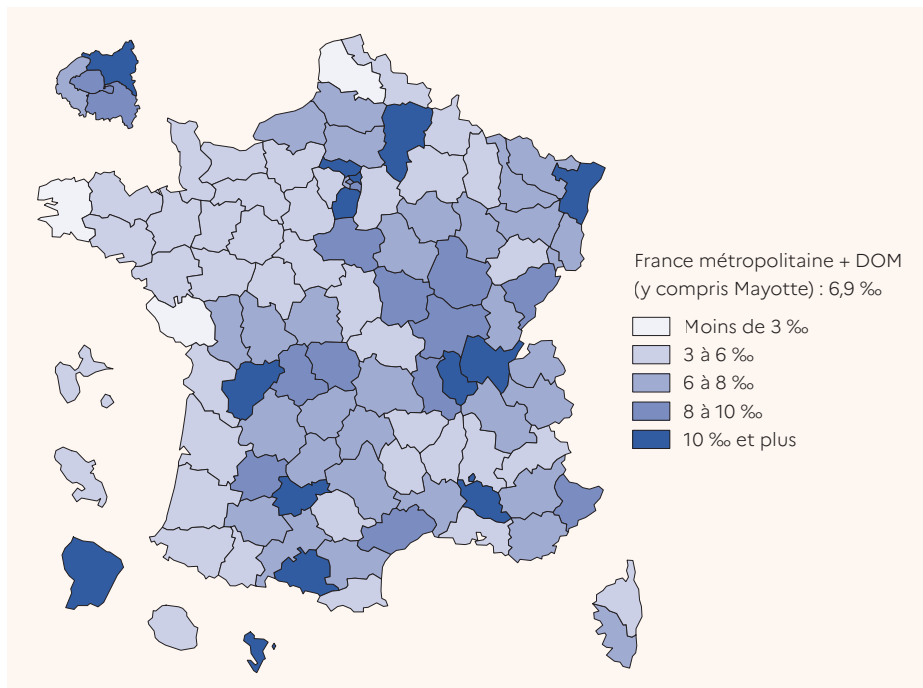 France métropolitaine + DOM
(y compris Mayotte) : 6,9 ‰
Moins de 3 ‰
3 à 6 ‰
6 à 8 ‰
8 à 10 ‰
10 ‰ et plus